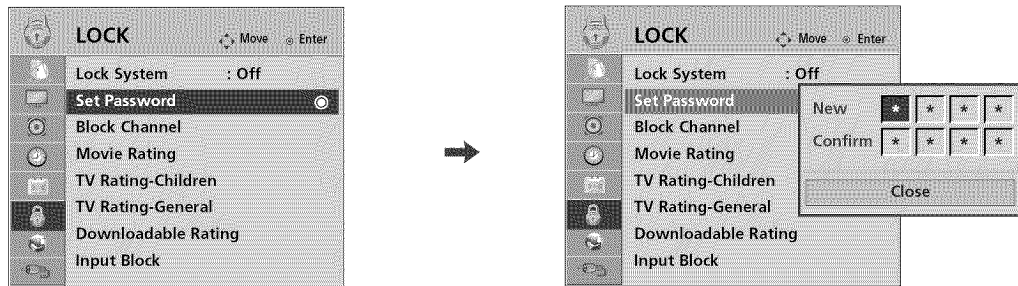 LOCK Move Enter
Lock System : Off
Set Password
Block Channel
Movie Rating
TV Rating-Children
TV Rating-General
Downloadable Rating
Input Block
LOCK Move Enter
Lock System : Off
Set Password
Block Channel
Movie Rating
TV Rating-Children
TV Rating-General
Downloadable Rating
Input Block
New * * * *
Confirm * * * *
Close